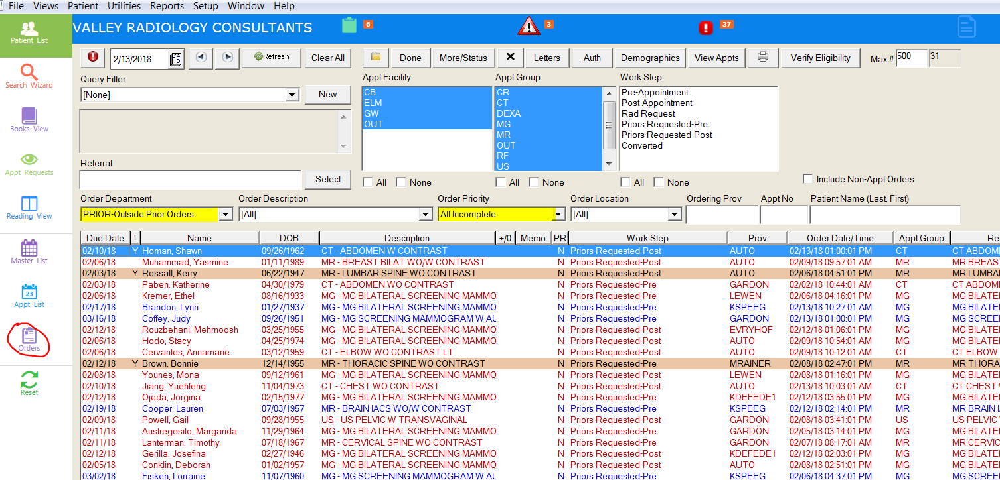 File Views Patient Utilities Reports Setup Window Help
Patient List
VALLEY RADIOLOGY CONSULTANTS 6 3 37
2/13/2018 15 Refresh Clear All Done More/Status Letters Auth Demographics View Appts Verify Eligibility Max # 500 31
Search Wizard
Books View
Appt Requests
Reading View
Master List
23
Appt List
Orders
Reset
Query Filter
[None] New
Referral
Select
Appt Facility
CB
ELM
GW
OUT
All None
Appt Group
CR
CT
DEXA
MG
MR
OUT
RF
US
All None
Work Step
Pre-Appointment
Post-Appointment
Rad Request
Priors Requested-Pre
Priors Requested-Post
Converted
All None
Include Non-Appt Orders
Order Department Order Description Order Priority Order Location Ordering Prov Appt No Patient Name (Last, First)
PRIOR-Outside Prior Orders [All] All Incomplete [All]
Due Date ! Name DOB Description +/0 Memo PR Work Step Prov Order Date/Time Appt Group Re
02/10/18 Y Homan, Shawn 09/26/1962 CT - ABDOMEN W CONTRAST N Priors Requested-Post AUTO 02/13/18 01:00:01 PM CT CT ABDOM
02/06/18 Muhammad, Yasmine 01/11/1989 MR - BREAST BILAT WO/W CONTRAST N Priors Requested-Post AUTO 02/09/18 09:57:01 AM MR MR BREAS
02/03/18 Y Rossall, Kerry 06/22/1947 MR - LUMBAR SPINE WO CONTRAST N Priors Requested-Post AUTO 02/06/18 04:51:01 PM MR MR LUMBA
02/03/18 Paben, Katherine 04/30/1979 CT - ABDOMEN WO CONTRAST N Priors Requested-Pre GARDON 02/02/18 10:44:01 AM CT CT ABDOM
02/06/18 Kremer, Ethel 08/16/1933 MG - MG BILATERAL SCREENING MAMMO N Priors Requested-Pre LEWEN 02/06/18 04:16:01 PM MG MG BILATE
02/17/18 Brandon, Lynn 01/27/1937 MG - MG BILATERAL SCREENING MAMMO N Priors Requested-Pre KSPEEG 02/13/18 10:27:01 AM MG MG BILATE
03/16/18 Coffey, Judy 09/26/1951 MG - MG SCREENING MAMMOGRAM W AU N Priors Requested-Pre GARDON 02/13/18 01:00:01 PM MG MG SCREE
02/12/18 Rouzbehani, Mehrnoosh 03/25/1955 MG - MG BILATERAL SCREENING MAMMO N Priors Requested-Post EVRYHOF 02/12/18 01:06:01 PM MG MG BILATE
02/06/18 Hodo, Stacy 04/25/1974 MG - MG BILATERAL SCREENING MAMMO N Priors Requested-Post AUTO 02/09/18 10:54:01 AM MG MG BILATE
02/06/18 Cervantes, Annamarie 03/12/1959 CT - ELBOW WO CONTRAST LT N Priors Requested-Post AUTO 02/09/18 10:12:01 AM CT CT ELBOW
02/12/18 Y Brown, Bonnie 12/14/1955 MR - THORACIC SPINE WO CONTRAST N Priors Requested-Pre MRAINER 02/08/18 02:47:01 PM MR MR THORA
02/08/18 Younes, Mona 09/12/1961 MG - MG BILATERAL SCREENING MAMMO N Priors Requested-Pre LEWEN 02/08/18 01:16:01 PM MG MG BILATE
02/10/18 Jiang, Yuehfeng 11/04/1973 CT - CHEST WO CONTRAST N Priors Requested-Post AUTO 02/13/18 10:03:01 AM CT CT CHEST
02/12/18 Ojeda, Jorgina 02/15/1977 MG - MG BILATERAL SCREENING MAMMO N Priors Requested-Pre KDEFEDE1 02/12/18 03:55:01 PM MG MG BILATE
02/19/18 Cooper, Lauren 07/03/1957 MR - BRAIN IACS WO/W CONTRAST N Priors Requested-Pre KSPEEG 02/12/18 02:14:01 PM MR MR BRAIN I
02/09/18 Powell, Gail 09/28/1955 US - US PELVIC W TRANSVAGINAL N Priors Requested-Post GARDON 02/08/18 03:41:01 PM US US PELVIC
02/11/18 Austregesilo, Margarida 11/29/1964 MG - MG BILATERAL SCREENING MAMMO N Priors Requested-Pre GARDON 02/05/18 03:14:01 PM MG MG BILATE
02/11/18 Lanterman, Timothy 07/18/1967 MR - CERVICAL SPINE WO CONTRAST N Priors Requested-Pre GARDON 02/07/18 08:17:01 AM MR MR CERVIC
02/12/18 Gerilla, Josefina 02/27/1946 MG - MG BILATERAL SCREENING MAMMO N Priors Requested-Post KDEFEDE1 02/12/18 02:03:01 PM MG MG BILATE
02/05/18 Conklin, Deborah 01/02/1957 MG - MG BILATERAL SCREENING MAMMO N Priors Requested-Post AUTO 02/08/18 02:51:01 PM MG MG BILATE
03/02/18 Fisken, Lorraine 11/07/1960 MG - MG SCREENING MAMMOGRAM W AU N Priors Requested-Pre KSPEEG 02/06/18 04:37:01 PM MG MG SCREE